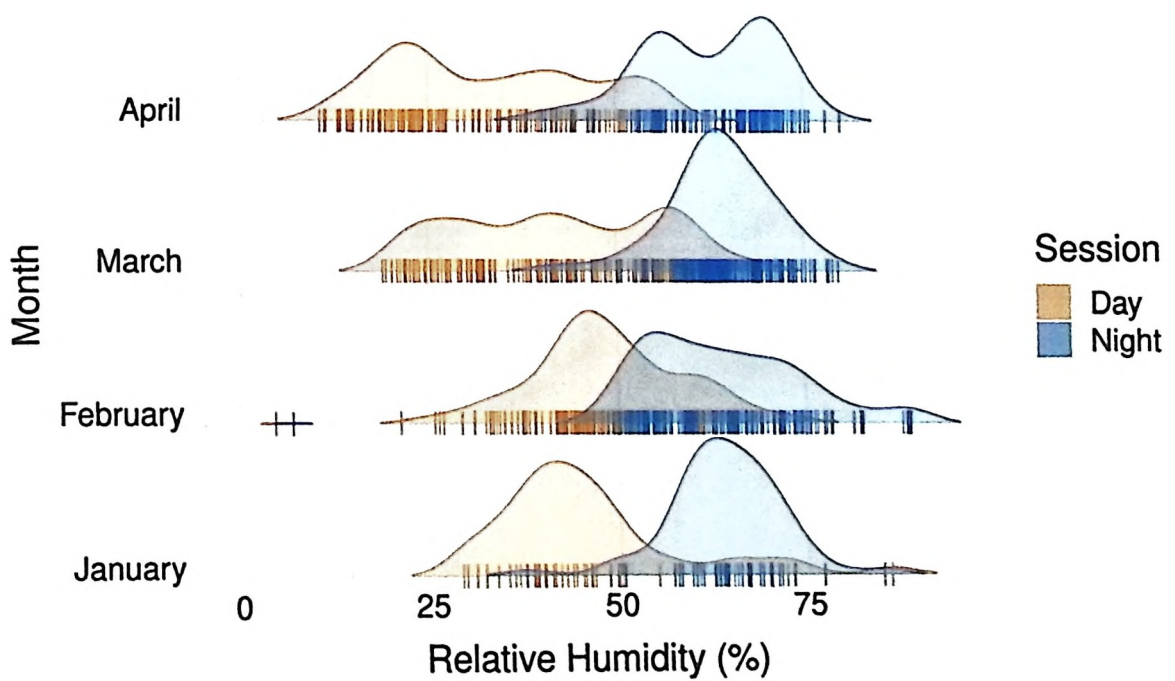 April
March
February
January
Month
0 25 50 75
Relative Humidity (%)
Session
Day
Night